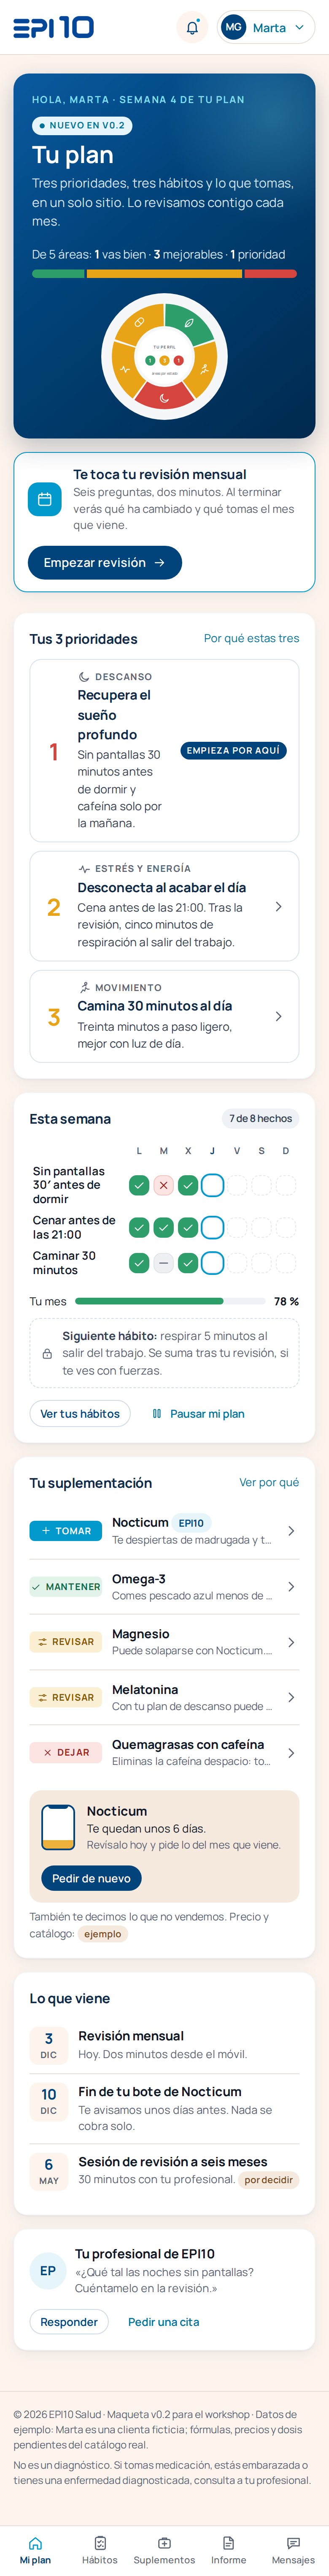 EPI10
MG Marta
HOLA, MARTA · SEMANA 4 DE TU PLAN
NUEVO EN V0.2
Tu plan
Tres prioridades, tres hábitos y lo que tomas,
en un solo sitio. Lo revisamos contigo cada
mes.
De 5 áreas: 1 vas bien · 3 mejorables · 1 prioridad
TU PERFIL
1 3 1
Te toca tu revisión mensual
Seis preguntas, dos minutos. Al terminar
verás qué ha cambiado y qué tomas el mes
que viene.
Empezar revisión →
Tus 3 prioridades
Por qué estas tres
DESCANSO
1
Recupera el
sueño
profundo
Sin pantallas 30
minutos antes
de dormir y
cafeína solo por
la mañana.
EMPIEZA POR AQUÍ
ESTRÉS Y ENERGÍA
2
Desconecta al acabar el día
Cena antes de las 21:00. Tras la
revisión, cinco minutos de
respiración al salir del trabajo.
MOVIMIENTO
3
Camina 30 minutos al día
Treinta minutos a paso ligero,
mejor con luz de día.
Esta semana
7 de 8 hechos
L M X J V S D
Sin pantallas
30′ antes de
dormir
Cenar antes de
las 21:00
Caminar 30
minutos
Tu mes 78 %
Siguiente hábito: respirar 5 minutos al
salir del trabajo. Se suma tras tu revisión, si
te ves con fuerzas.
Ver tus hábitos
Pausar mi plan
Tu suplementación
Ver por qué
TOMAR
Nocticum EPI10
Te despiertas de madrugada y t…
MANTENER
Omega-3
Comes pescado azul menos de …
REVISAR
Magnesio
Puede solaparse con Nocticum.…
REVISAR
Melatonina
Con tu plan de descanso puede …
DEJAR
Quemagrasas con cafeína
Eliminas la cafeína despacio: to…
Nocticum
Te quedan unos 6 días.
Revísalo hoy y pide lo del mes que viene.
Pedir de nuevo
También te decimos lo que no vendemos. Precio y
catálogo: ejemplo
Lo que viene
3
DIC
Revisión mensual
Hoy. Dos minutos desde el móvil.
10
DIC
Fin de tu bote de Nocticum
Te avisamos unos días antes. Nada se
cobra solo.
6
MAY
Sesión de revisión a seis meses
30 minutos con tu profesional. por decidir
EP
Tu profesional de EPI10
«¿Qué tal las noches sin pantallas?
Cuéntamelo en la revisión.»
Responder
Pedir una cita
© 2026 EPI10 Salud · Maqueta v0.2 para el workshop · Datos de
ejemplo: Marta es una clienta ficticia; fórmulas, precios y dosis
pendientes del catálogo real.
No es un diagnóstico. Si tomas medicación, estás embarazada o
tienes una enfermedad diagnosticada, consulta a tu profesional.
Mi plan
Hábitos
Suplementos
Informe
Mensajes